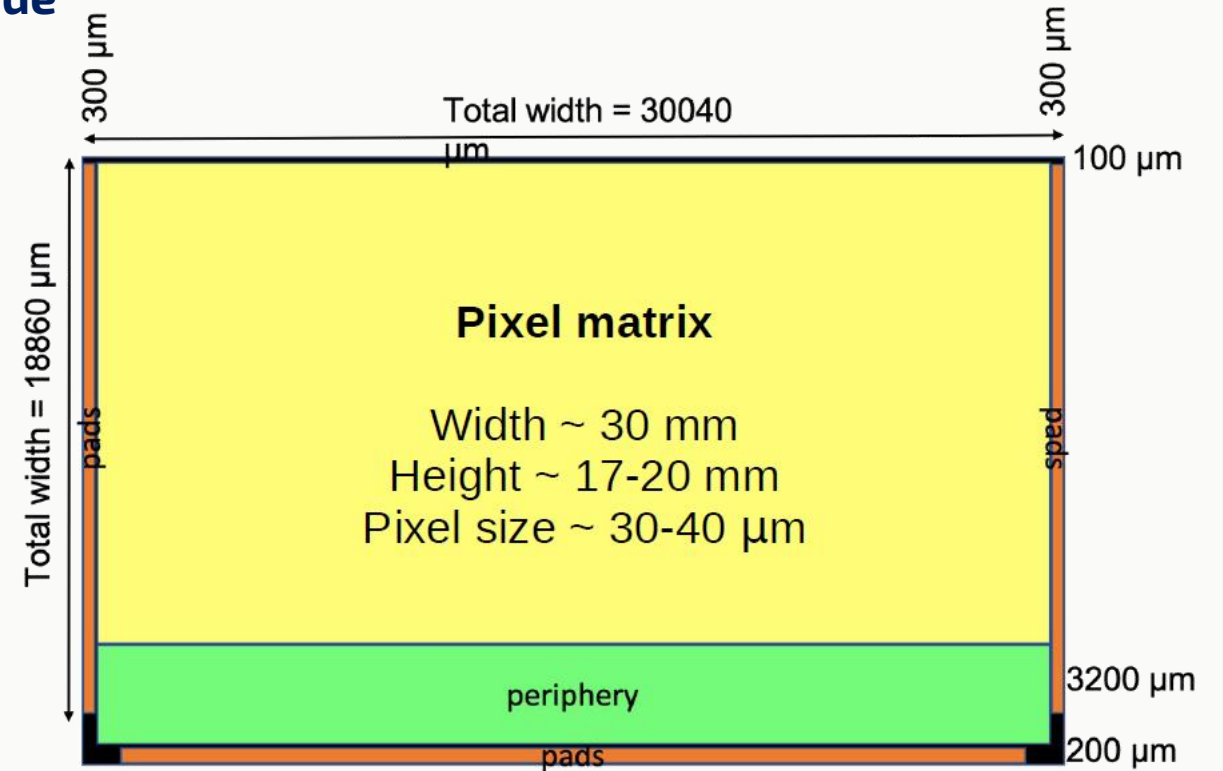 300 µm
300 µm
Total width = 30040
µm
100 µm
Total width = 18860 µm
Pixel matrix
Width ~ 30 mm
Height ~ 17-20 mm
Pixel size ~ 30-40 µm
pads
pads
periphery
3200 µm
pads
200 µm